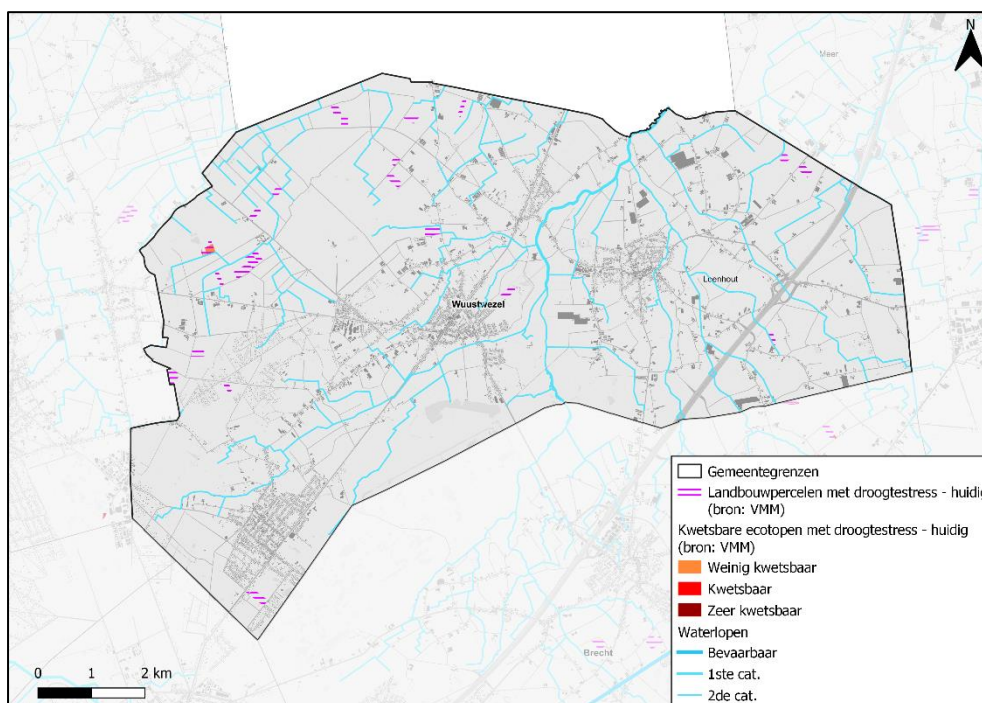 N
Meer
Loenhout
Wuustwezel
Brecht
0 1 2 km
Gemeentegrenzen
Landbouwpercelen met droogtestress - huidig
(bron: VMM)
Kwetsbare ecotopen met droogtestress - huidig
(bron: VMM)
Weinig kwetsbaar
Kwetsbaar
Zeer kwetsbaar
Waterlopen
Bevaarbaar
1ste cat.
2de cat.